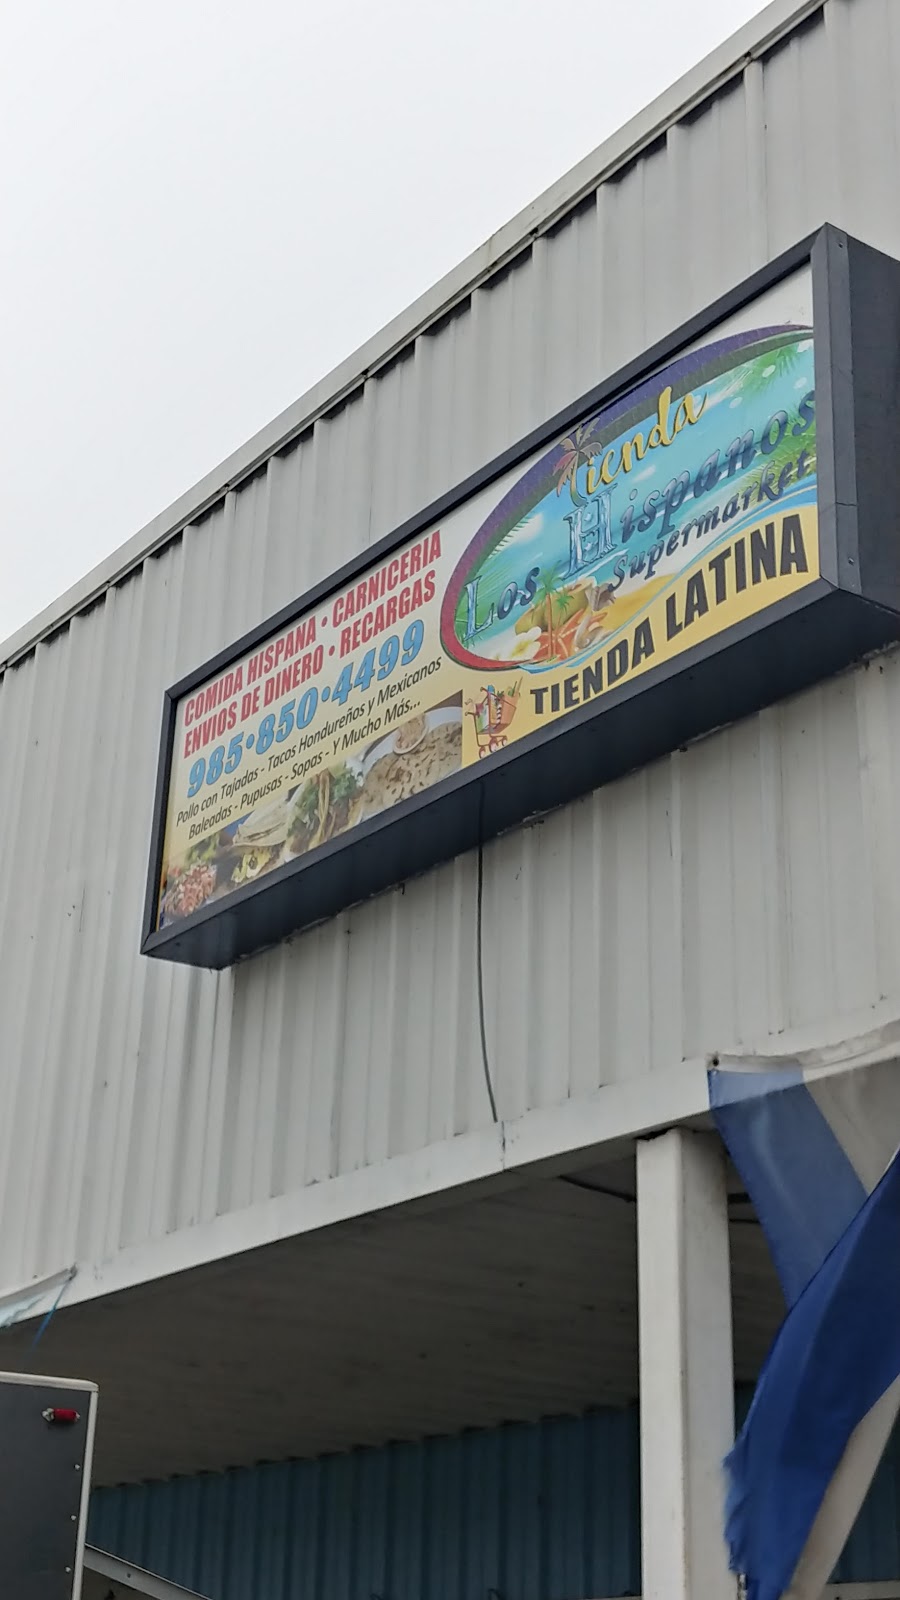 COMIDA HISPANA • CARNICERIA
ENVIOS DE DINERO • RECARGAS
985•850•4499
Pollo con Tajadas - Tacos Hondureños y Mexicanos
Baleadas - Pupusas - Sopas - Y Mucho Más...
Tienda
Los Hispanos
Supermarket
TIENDA LATINA